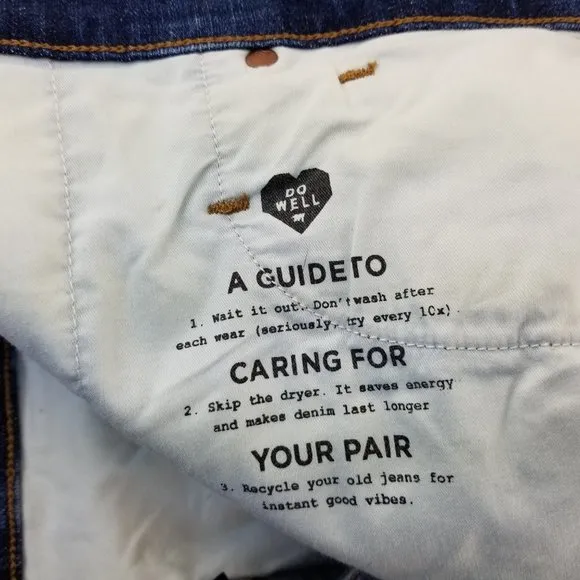 DO
WELL
A GUIDE TO
1. Wait it out. Don't wash after
each wear (seriously, try every 10x).
CARING FOR
2. Skip the dryer. It saves energy
and makes denim last longer
YOUR PAIR
3. Recycle your old jeans for
instant good vibes.